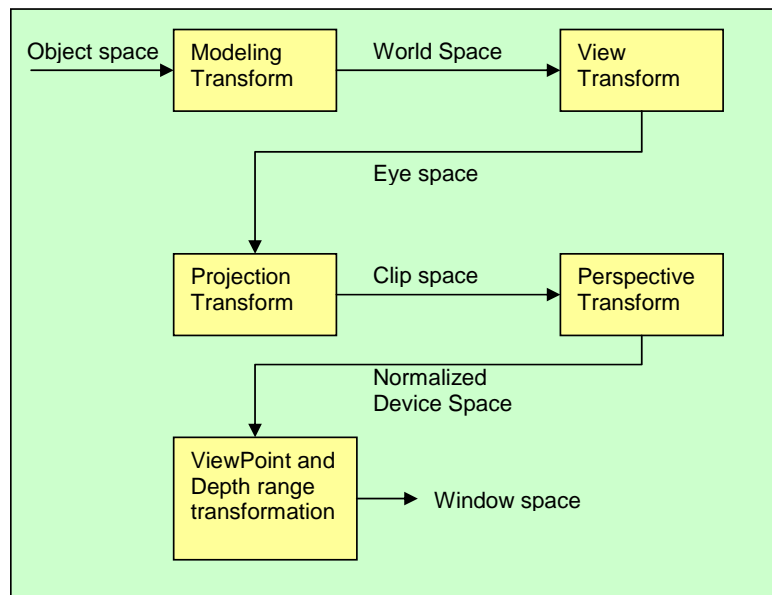 Object space
Modeling
Transform
World Space
View
Transform
Eye space
Projection
Transform
Clip space
Perspective
Transform
Normalized
Device Space
ViewPoint and
Depth range
transformation
Window space